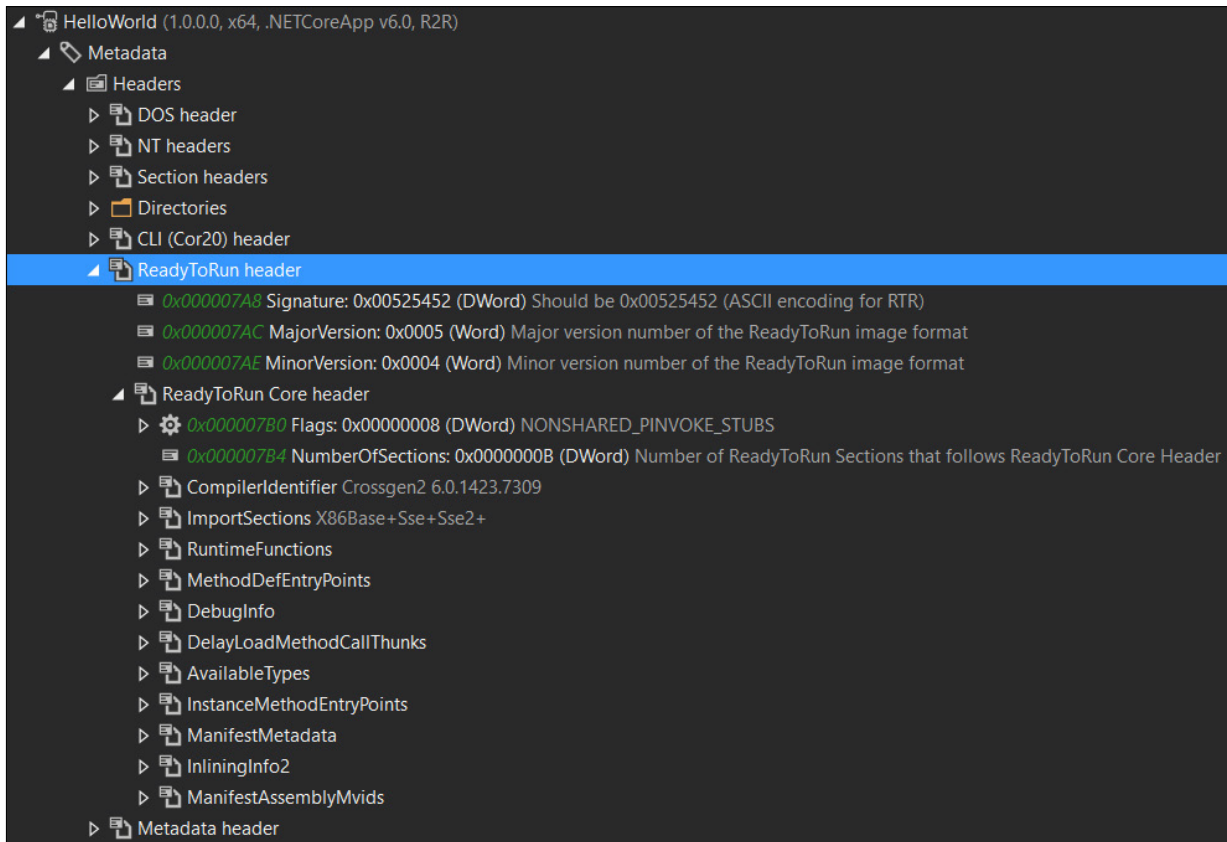 HelloWorld (1.0.0.0, x64, .NETCoreApp v6.0, R2R)
Metadata
Headers
DOS header
NT headers
Section headers
Directories
CLI (Cor20) header
ReadyToRun header
0x000007A8 Signature: 0x00525452 (DWord) Should be 0x00525452 (ASCII encoding for RTR)
0x000007AC MajorVersion: 0x0005 (Word) Major version number of the ReadyToRun image format
0x000007AE MinorVersion: 0x0004 (Word) Minor version number of the ReadyToRun image format
ReadyToRun Core header
0x000007B0 Flags: 0x00000008 (DWord) NONSHARED_PINVOKE_STUBS
0x000007B4 NumberOfSections: 0x0000000B (DWord) Number of ReadyToRun Sections that follows ReadyToRun Core Header
CompilerIdentifier Crossgen2 6.0.1423.7309
ImportSections X86Base+Sse+Sse2+
RuntimeFunctions
MethodDefEntryPoints
DebugInfo
DelayLoadMethodCallThunks
AvailableTypes
InstanceMethodEntryPoints
ManifestMetadata
InliningInfo2
ManifestAssemblyMvids
Metadata header